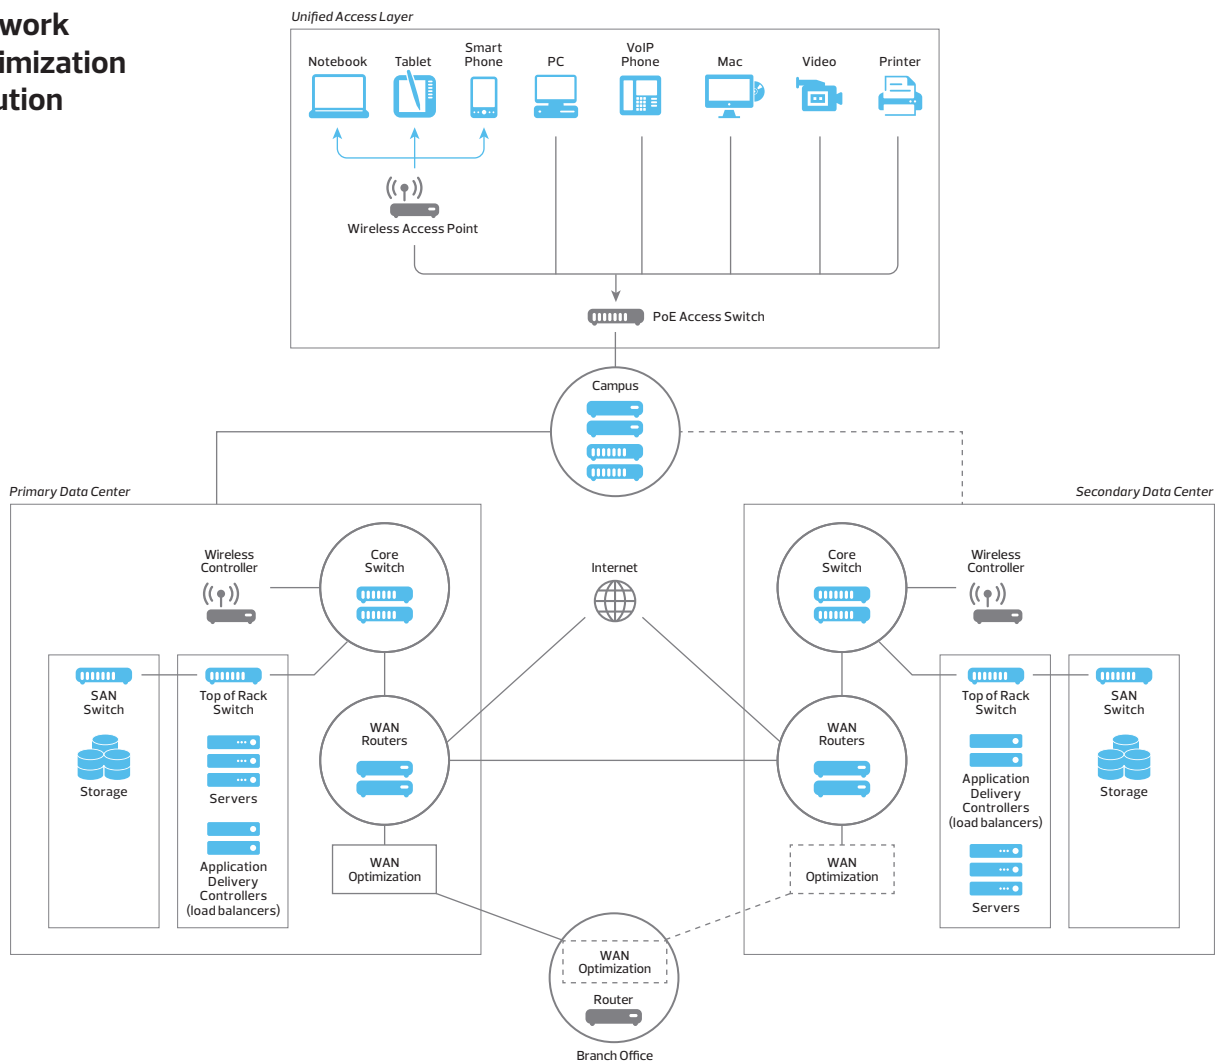 work
imization
ution
Unified Access Layer
Notebook
Tablet
Smart
Phone
PC
VoIP
Phone
Mac
Video
Printer
Wireless Access Point
PoE Access Switch
Campus
Primary Data Center
Secondary Data Center
Wireless
Controller
Core
Switch
Internet
Core
Switch
Wireless
Controller
SAN
Switch
Top of Rack
Switch
WAN
Routers
WAN
Routers
Top of Rack
Switch
SAN
Switch
Storage
Servers
Application
Delivery
Controllers
(load balancers)
Storage
Application
Delivery
Controllers
(load balancers)
Servers
WAN
Optimization
WAN
Optimization
WAN
Optimization
Router
Branch Office